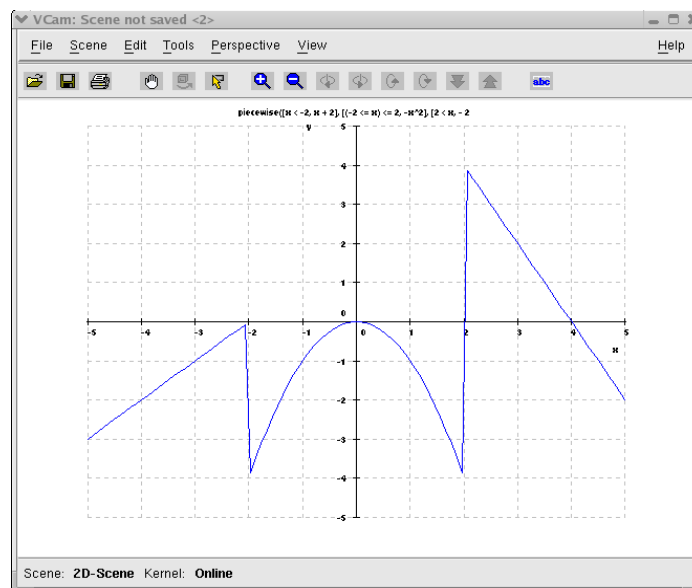 VCam: Scene not saved <2>
File Scene Edit Tools Perspective View Help
abc
piecewise([x < -2, x + 2], [(-2 <= x) <= 2, -x^2], [2 < x, - 2
y
5
4
3
2
1
0
-5 -4 -3 -2 -1 0 1 2 3 4 5
x
-1
-2
-3
-4
-5
Scene: 2D-Scene Kernel: Online